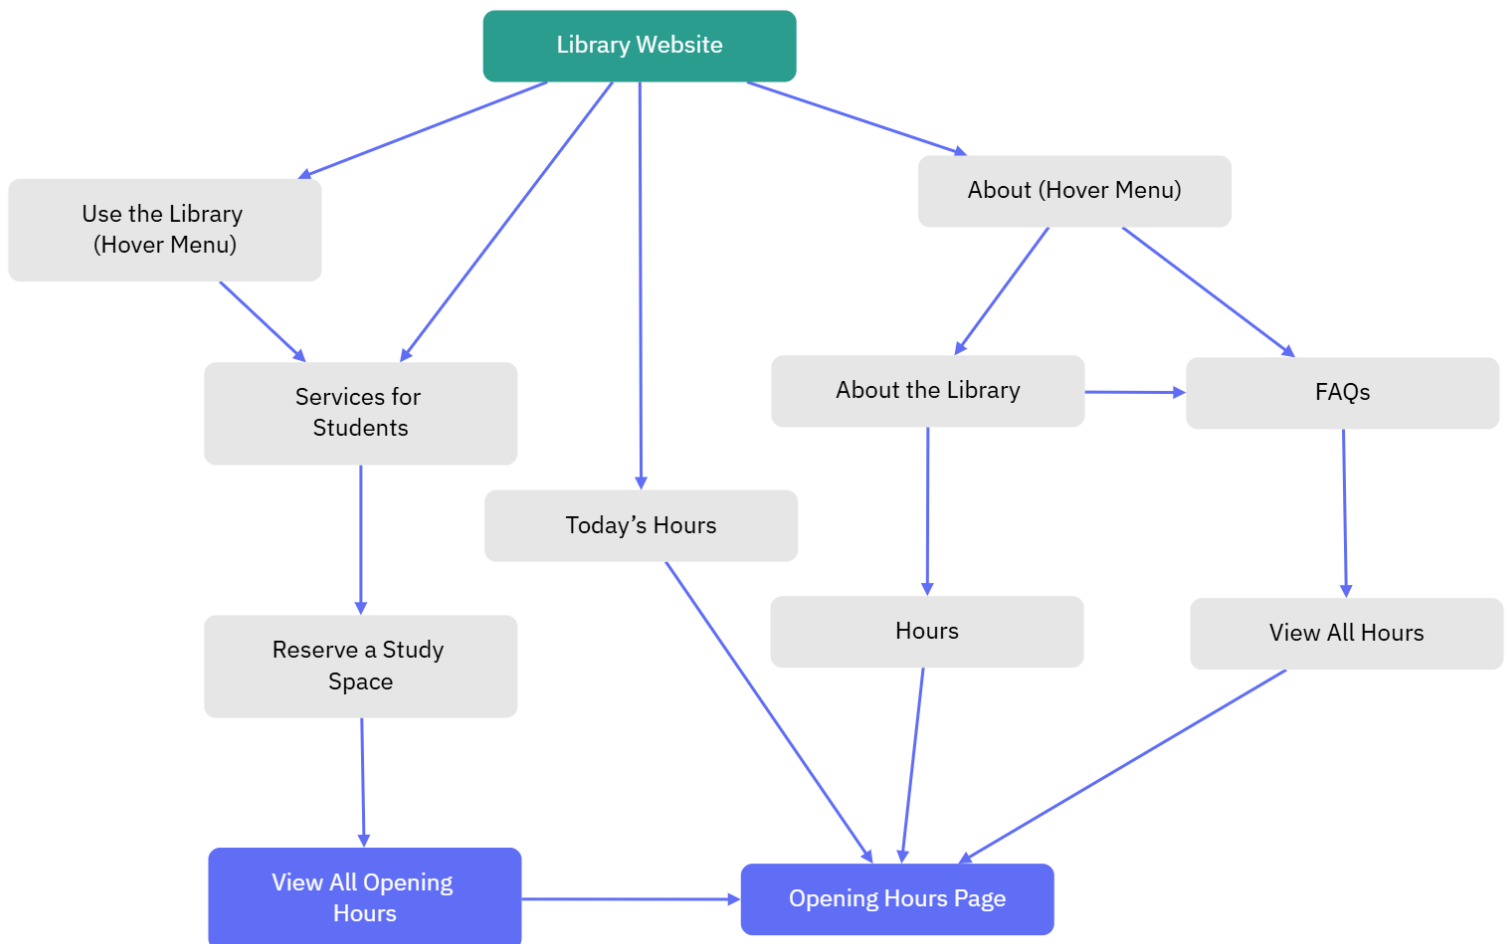 Library Website
About (Hover Menu)
Use the Library
(Hover Menu)
Services for
Students
About the Library
FAQs
Today’s Hours
Hours
View All Hours
Reserve a Study
Space
View All Opening
Hours
Opening Hours Page